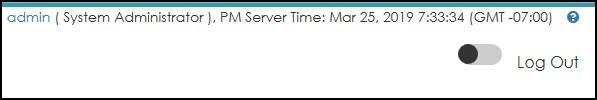 admin ( System Administrator ), PM Server Time: Mar 25, 2019 7:33:34 (GMT -07:00) ?
Log Out